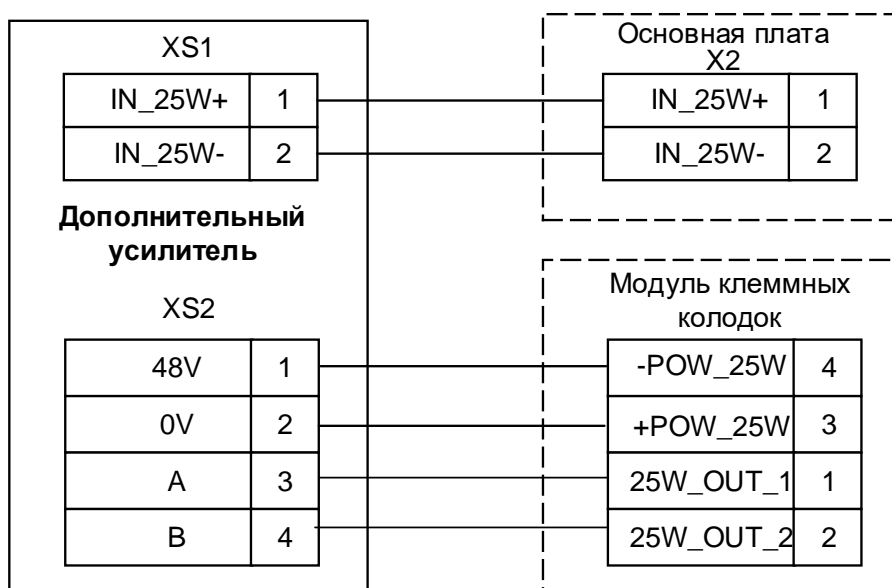 XS1
IN_25W+ 1
IN_25W- 2
Дополнительный
усилитель
XS2
48V 1
0V 2
A 3
B 4
Основная плата
X2
IN_25W+ 1
IN_25W- 2
Модуль клеммных
колодок
-POW_25W 4
+POW_25W 3
25W_OUT_1 1
25W_OUT_2 2